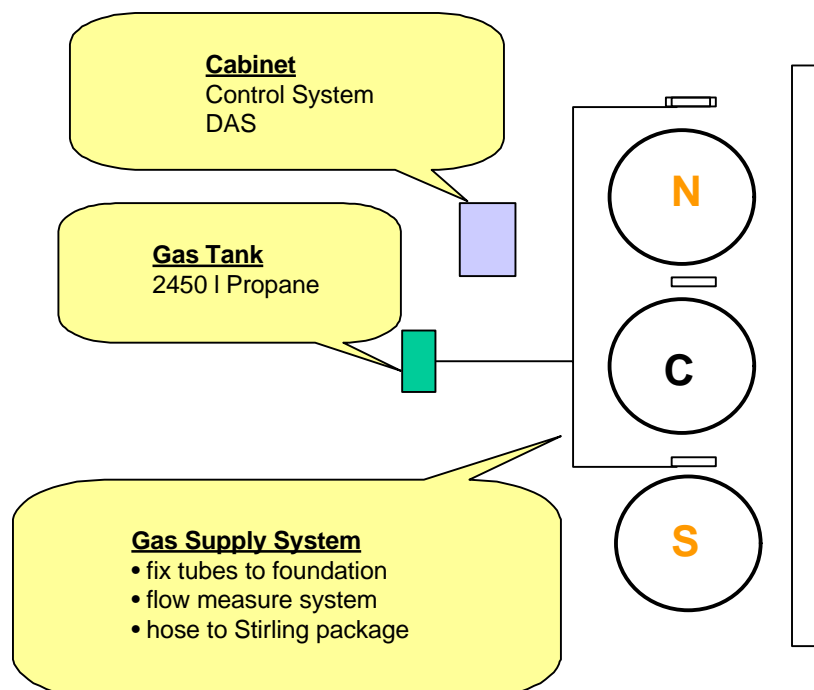 Cabinet
Control System
DAS
N
Gas Tank
2450 l Propane
C
Gas Supply System
• fix tubes to foundation
• flow measure system
• hose to Stirling package
S